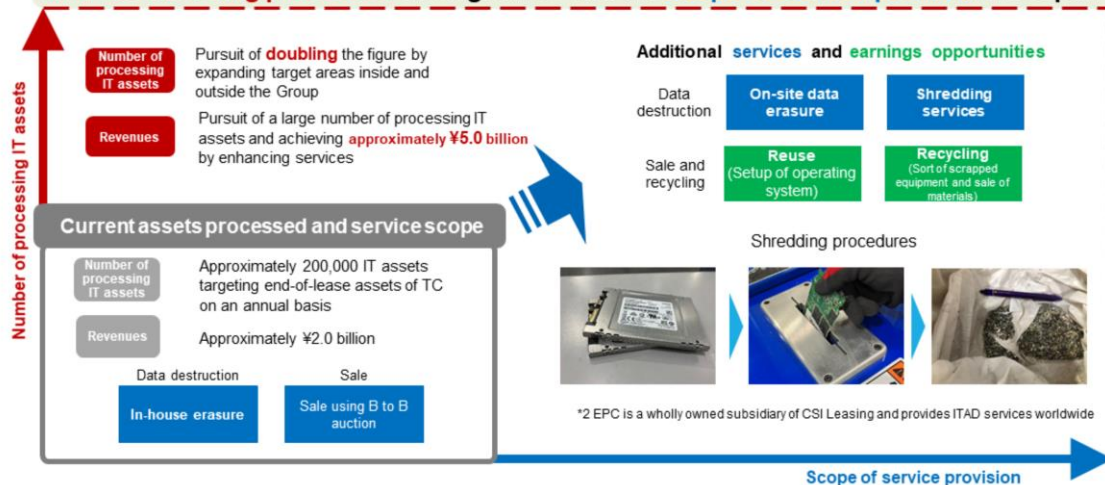 Number of processing IT assets
Number of
processing
IT assets
Pursuit of doubling the figure by
expanding target areas inside and
outside the Group
Revenues
Pursuit of a large number of processing IT
assets and achieving approximately ¥5.0 billion
by enhancing services
Additional services and earnings opportunities
Data
destruction
On-site data
erasure
Shredding
services
Sale and
recycling
Reuse
(Setup of operating
system)
Recycling
(Sort of scrapped
equipment and sale of
materials)
Current assets processed and service scope
Number of
processing
IT assets
Approximately 200,000 IT assets
targeting end-of-lease assets of TC
on an annual basis
Revenues
Approximately ¥2.0 billion
Data destruction
In-house erasure
Sale
Sale using B to B
auction
Shredding procedures
*2 EPC is a wholly owned subsidiary of CSI Leasing and provides ITAD services worldwide
Scope of service provision